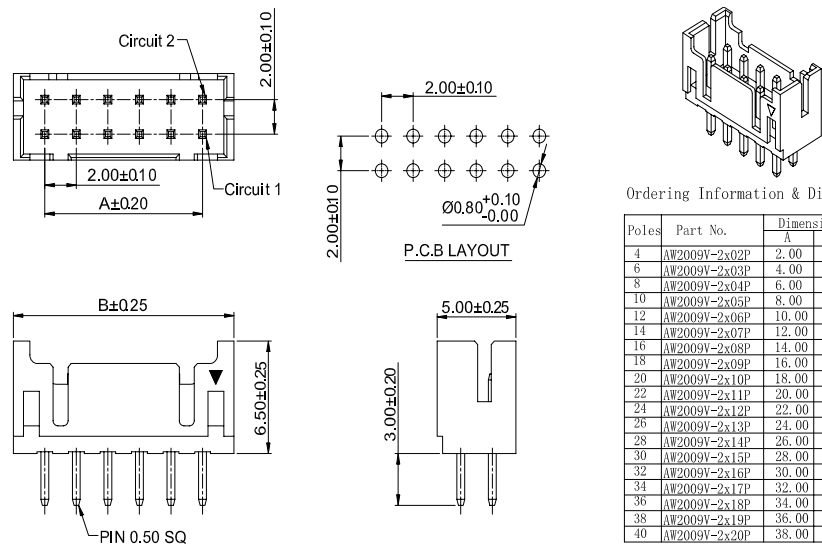 Circuit 2
2.00±0.10
2.00±0.10
A±0.20
Circuit 1
2.00±0.10
2.00±0.10
Ø0.80 +0.10 -0.00
P.C.B LAYOUT
B±0.25
6.50±0.25
PIN 0.50 SQ
5.00±0.25
3.00±0.20
Ordering Information & Di
Poles Part No. Dimensi
A
4 AW2009V-2x02P 2.00
6 AW2009V-2x03P 4.00
8 AW2009V-2x04P 6.00
10 AW2009V-2x05P 8.00
12 AW2009V-2x06P 10.00
14 AW2009V-2x07P 12.00
16 AW2009V-2x08P 14.00
18 AW2009V-2x09P 16.00
20 AW2009V-2x10P 18.00
22 AW2009V-2x11P 20.00
24 AW2009V-2x12P 22.00
26 AW2009V-2x13P 24.00
28 AW2009V-2x14P 26.00
30 AW2009V-2x15P 28.00
32 AW2009V-2x16P 30.00
34 AW2009V-2x17P 32.00
36 AW2009V-2x18P 34.00
38 AW2009V-2x19P 36.00
40 AW2009V-2x20P 38.00